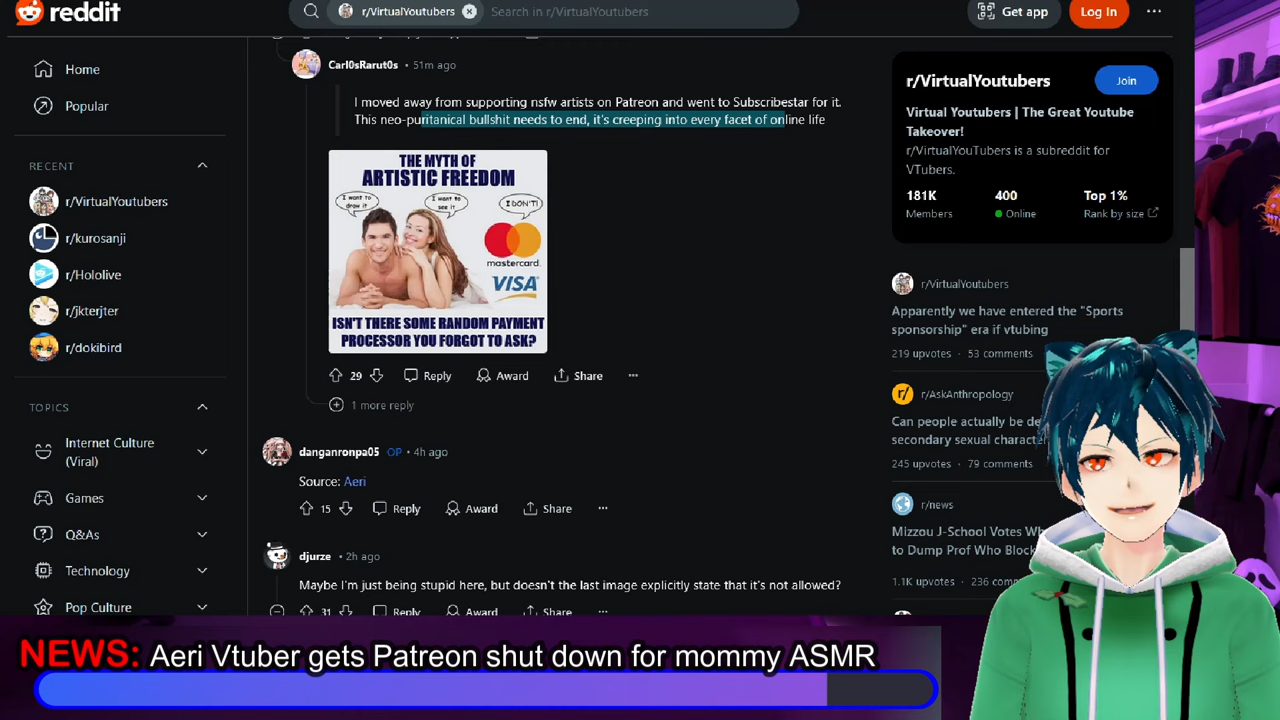 reddit
r/VirtualYoutubers
Search in r/VirtualYoutubers
Get app
Log In
Home
Popular
RECENT
r/VirtualYoutubers
r/kurosanji
r/Hololive
r/jkterjter
r/dokibird
TOPICS
Internet Culture
(Viral)
Games
Q&As
Technology
Pop Culture
Carl0sRarut0s • 51m ago
I moved away from supporting nsfw artists on Patreon and went to Subscribestar for it.
This neo-puritanical bullshit needs to end, it's creeping into every facet of online life
THE MYTH OF
ARTISTIC FREEDOM
I want to
draw it
I want to
see it
I DON'T!
mastercard.
VISA
ISN'T THERE SOME RANDOM PAYMENT
PROCESSOR YOU FORGOT TO ASK?
29
Reply
Award
Share
1 more reply
danganronpa05 OP • 4h ago
Source: Aeri
15
Reply
Award
Share
djurze • 2h ago
Maybe I'm just being stupid here, but doesn't the last image explicitly state that it's not allowed?
31
Reply
Award
Share
r/VirtualYoutubers
Join
Virtual Youtubers | The Great Youtube
Takeover!
r/VirtualYouTubers is a subreddit for
VTubers.
181K
400
Top 1%
Members
Online
Rank by size
r/VirtualYoutubers
Apparently we have entered the "Sports
sponsorship" era if vtubing
219 upvotes • 53 comments
r/
r/AskAnthropology
Can people actually be de
secondary sexual characte
245 upvotes • 79 comments
r/news
Mizzou J-School Votes Wh
to Dump Prof Who Block
1.1K upvotes • 236 com
NEWS: Aeri Vtuber gets Patreon shut down for mommy ASMR